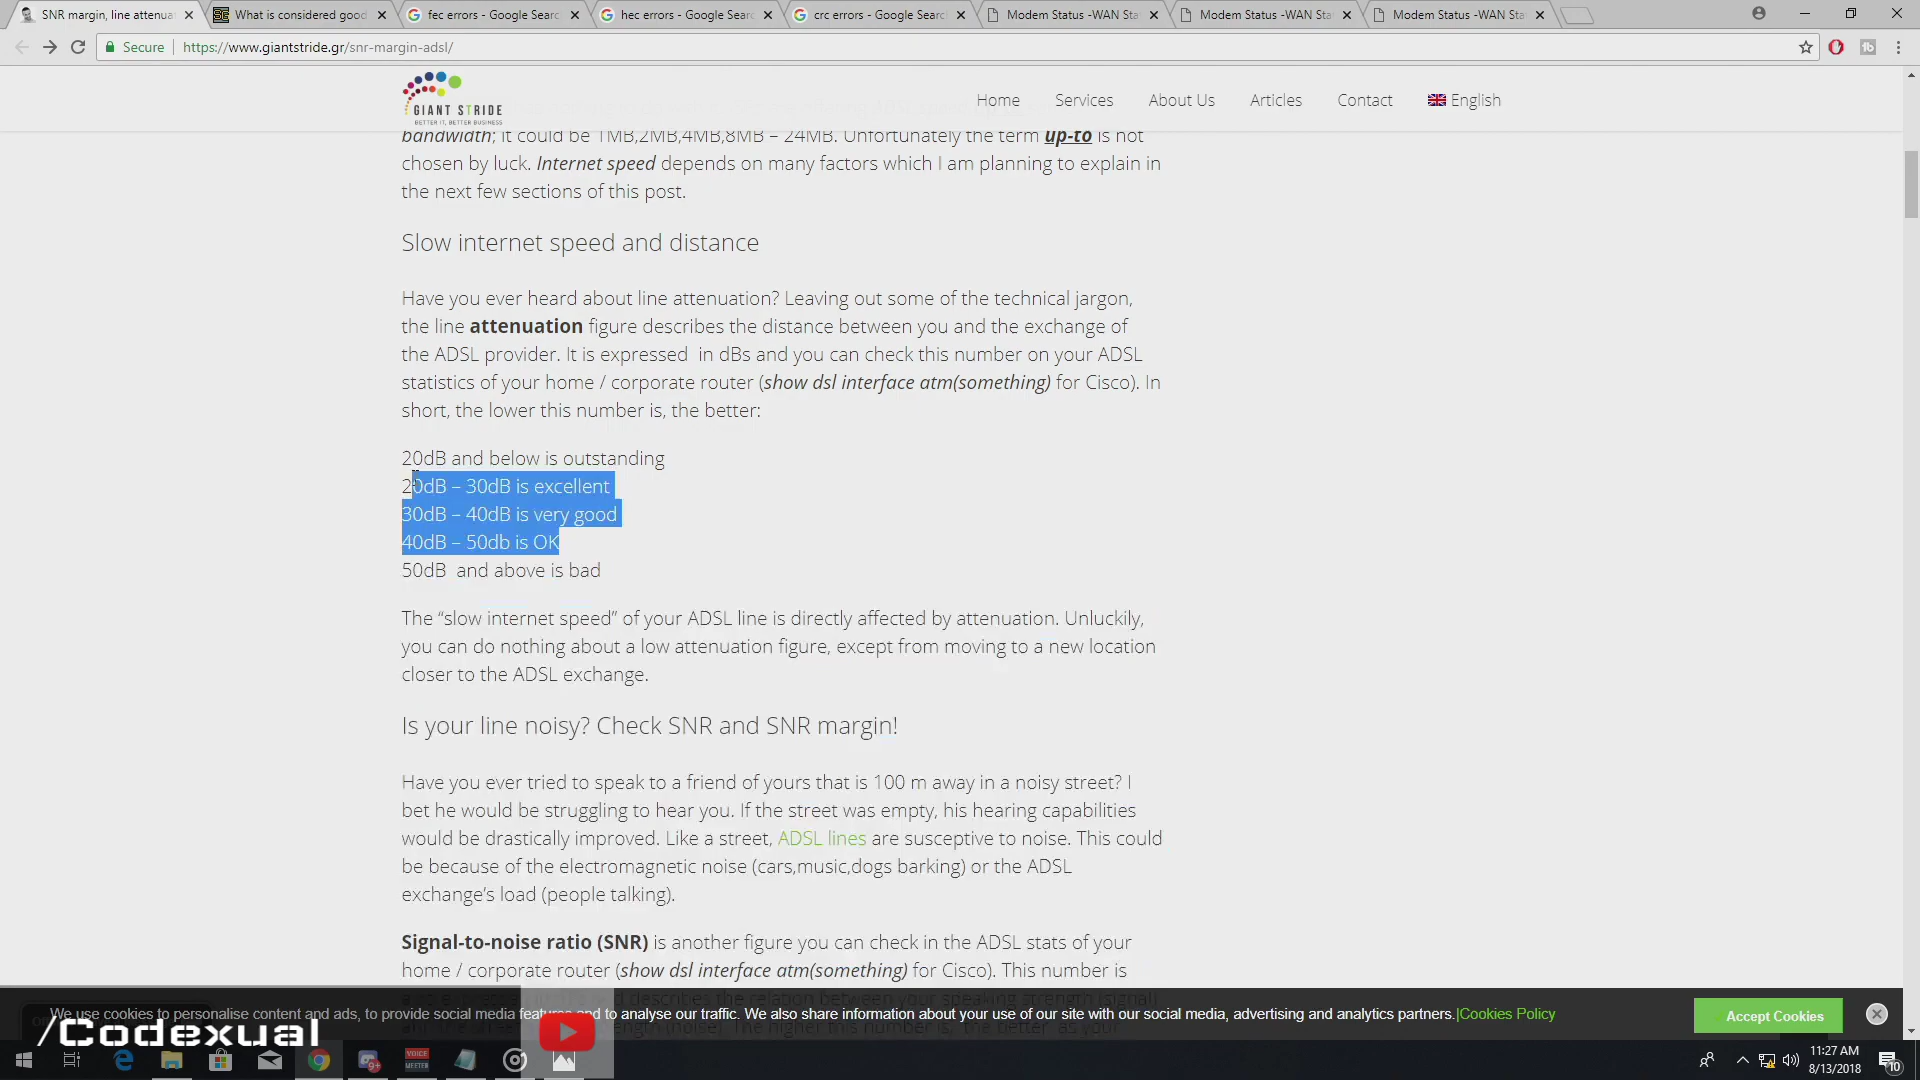 SNR margin, line attenua
What is considered good
fec errors - Google Searc
hec errors - Google Searc
crc errors - Google Searc
Modem Status -WAN Sta
Modem Status -WAN Sta
Modem Status -WAN Sta
Secure
https://www.giantstride.gr/snr-margin-adsl/
GIANT STRIDE
BETTER IT, BETTER BUSINESS
Home
Services
About Us
Articles
Contact
English
bandwidth; it could be 1MB,2MB,4MB,8MB – 24MB. Unfortunately the term up-to is not
chosen by luck. Internet speed depends on many factors which I am planning to explain in
the next few sections of this post.
Slow internet speed and distance
Have you ever heard about line attenuation? Leaving out some of the technical jargon,
the line attenuation figure describes the distance between you and the exchange of
the ADSL provider. It is expressed in dBs and you can check this number on your ADSL
statistics of your home / corporate router (show dsl interface atm(something) for Cisco). In
short, the lower this number is, the better:
20dB and below is outstanding
20dB – 30dB is excellent
30dB – 40dB is very good
40dB – 50db is OK
50dB and above is bad
The “slow internet speed” of your ADSL line is directly affected by attenuation. Unluckily,
you can do nothing about a low attenuation figure, except from moving to a new location
closer to the ADSL exchange.
Is your line noisy? Check SNR and SNR margin!
Have you ever tried to speak to a friend of yours that is 100 m away in a noisy street? I
bet he would be struggling to hear you. If the street was empty, his hearing capabilities
would be drastically improved. Like a street, ADSL lines are susceptive to noise. This could
be because of the electromagnetic noise (cars,music,dogs barking) or the ADSL
exchange’s load (people talking).
Signal-to-noise ratio (SNR) is another figure you can check in the ADSL stats of your
home / corporate router (show dsl interface atm(something) for Cisco). This number is
We use cookies to personalise content and ads, to provide social media features and to analyse our traffic. We also share information about your use of our site with our social media, advertising and analytics partners.|Cookies Policy
Accept Cookies
/Codexual
VOICE
MEETER
9+
11:27 AM
8/13/2018
10